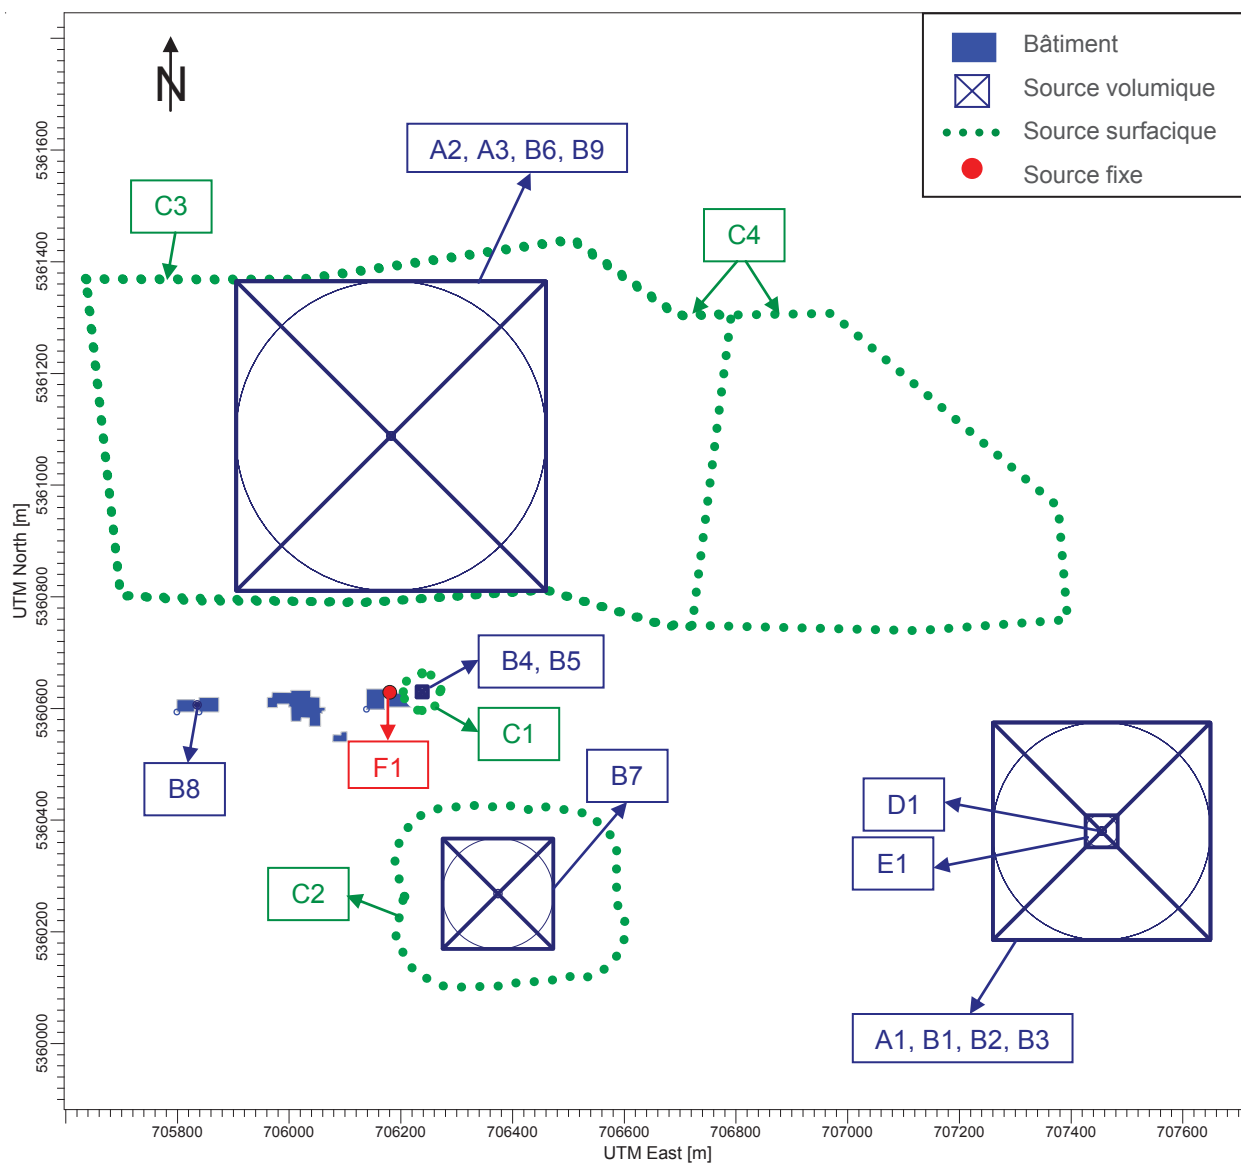 Bâtiment
Source volumique
Source surfacique
Source fixe
N
A2, A3, B6, B9
C3
C4
B4, B5
C1
F1
B8
B7
C2
D1
E1
A1, B1, B2, B3
UTM North [m]
5361600
5361400
5361200
5361000
5360800
5360600
5360400
5360200
5360000
705800 706000 706200 706400 706600 706800 707000 707200 707400 707600
UTM East [m]